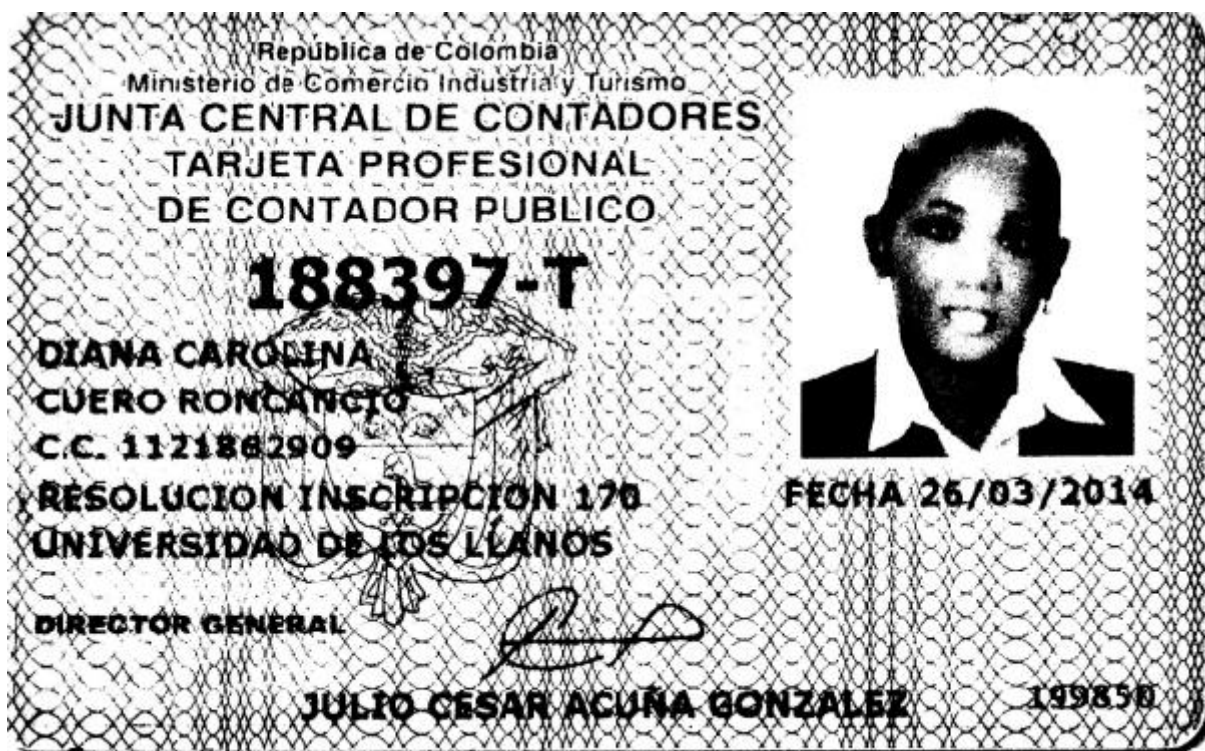 República de Colombia
Ministerio de Comercio Industria y Turismo
JUNTA CENTRAL DE CONTADORES
TARJETA PROFESIONAL
DE CONTADOR PUBLICO
188397-T
DIANA CAROLINA
CUERO RONCANCIO
C.C. 1121862909
RESOLUCION INSCRIPCION 170
UNIVERSIDAD DE LOS LLANOS
FECHA 26/03/2014
DIRECTOR GENERAL
JULIO CESAR ACUÑA GONZALEZ
199850